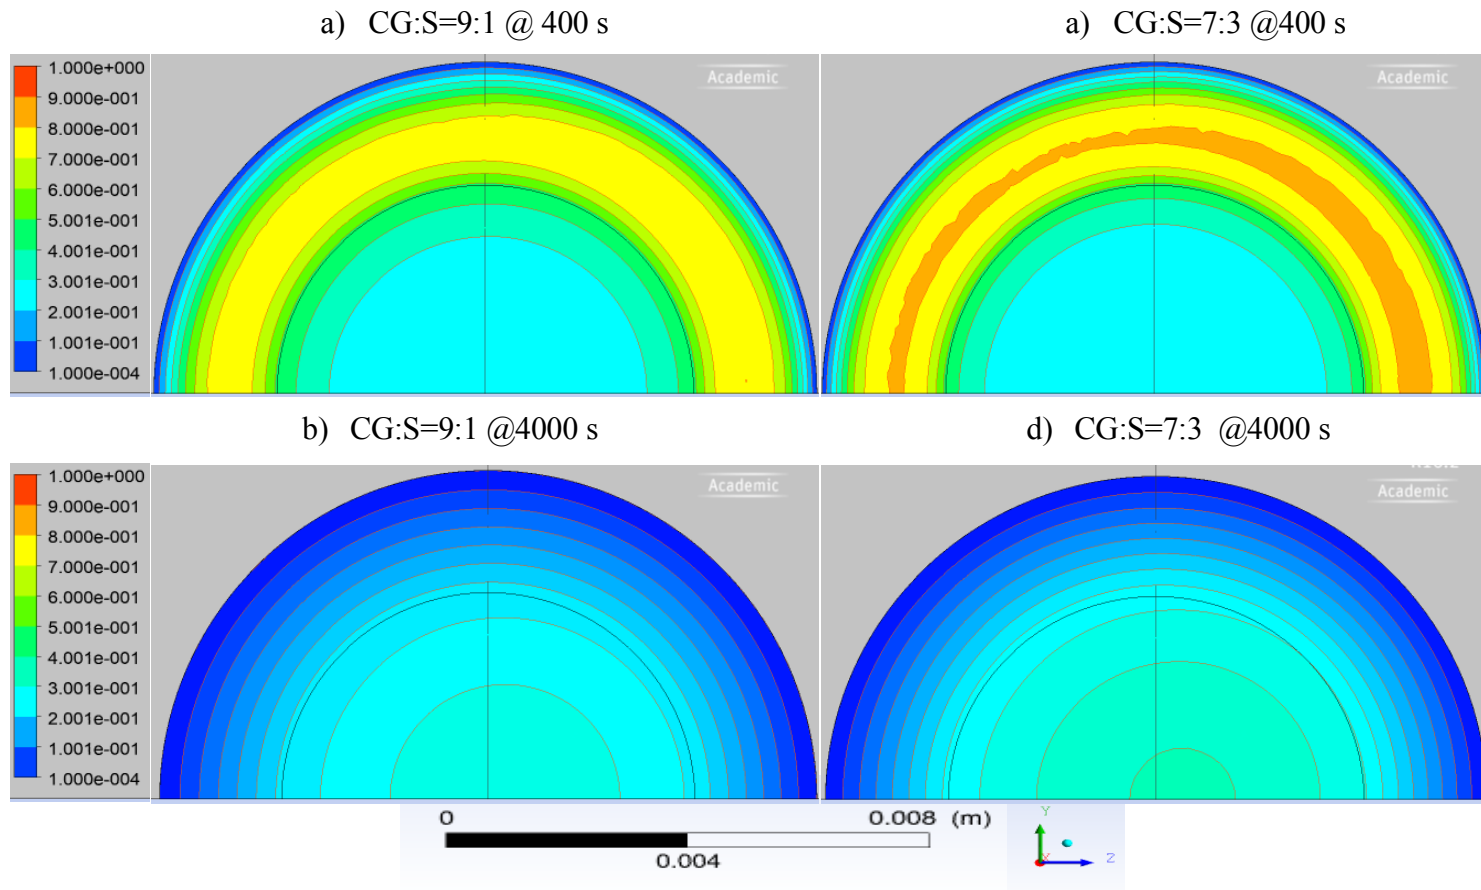 a) CG:S=9:1 @ 400 s
a) CG:S=7:3 @400 s
1.000e+000
9.000e-001
8.000e-001
7.000e-001
6.000e-001
5.001e-001
4.001e-001
3.001e-001
2.001e-001
1.001e-001
1.000e-004
Academic
Academic
b) CG:S=9:1 @4000 s
d) CG:S=7:3 @4000 s
1.000e+000
9.000e-001
8.000e-001
7.000e-001
6.000e-001
5.001e-001
4.001e-001
3.001e-001
2.001e-001
1.001e-001
1.000e-004
Academic
Academic
0 0.008 (m)
0.004
Y
X
Z